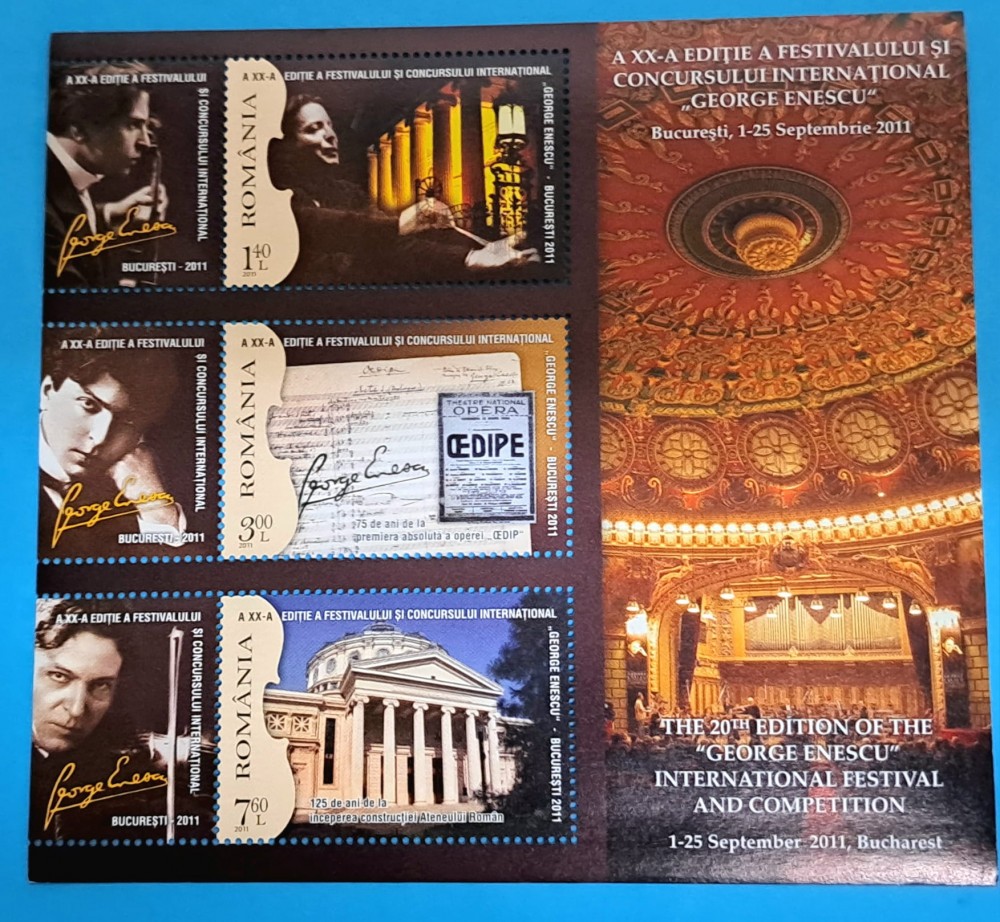 A XX-A EDIȚIE A FESTIVALULUI
ȘI CONCURSULUI INTERNAȚIONAL
George Enescu
BUCUREȘTI - 2011
A XX-A EDIȚIE A FESTIVALULUI ȘI CONCURSULUI INTERNAȚIONAL
„GEORGE ENESCU" - BUCUREȘTI 2011
ROMÂNIA
1 40 L
2011
A XX-A EDIȚIE A FESTIVALULUI
ȘI CONCURSULUI INTERNAȚIONAL
George Enescu
BUCUREȘTI - 2011
A XX-A EDIȚIE A FESTIVALULUI ȘI CONCURSULUI INTERNAȚIONAL
„GEORGE ENESCU" - BUCUREȘTI 2011
ROMÂNIA
3 00 L
2011
THÉATRE NATIONAL
OPERA
ŒDIPE
George Enescu
75 de ani de la
premiera absolută a operei „ŒDIP"
A XX-A EDIȚIE A FESTIVALULUI
ȘI CONCURSULUI INTERNAȚIONAL
George Enescu
BUCUREȘTI - 2011
A XX-A EDIȚIE A FESTIVALULUI ȘI CONCURSULUI INTERNAȚIONAL
„GEORGE ENESCU" - BUCUREȘTI 2011
ROMÂNIA
7 60 L
2011
125 de ani de la
începerea construcției Ateneului Român
A XX-A EDIŢIE A FESTIVALULUI ŞI
CONCURSULUI INTERNAŢIONAL
„GEORGE ENESCU“
Bucureşti, 1-25 Septembrie 2011
THE 20TH EDITION OF THE
“GEORGE ENESCU”
INTERNATIONAL FESTIVAL
AND COMPETITION
1-25 September 2011, Bucharest